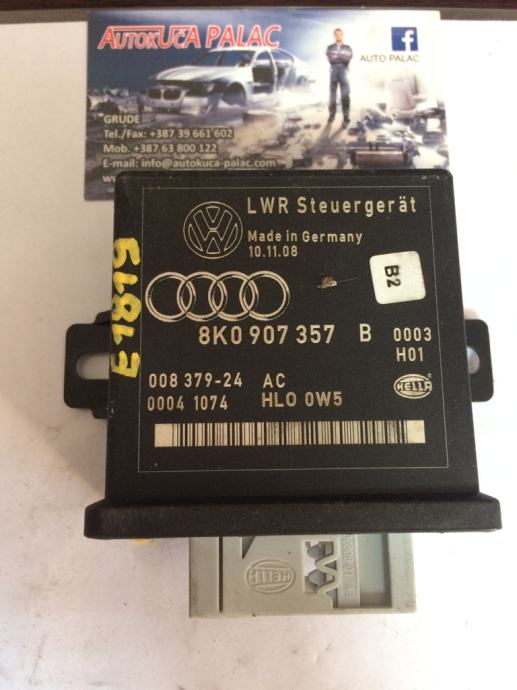 AUTOKUCA PALAC
f
AUTO PALAC
GRUDE
Tel./Fax: +387 39 661 602
Mob. +387 63 800 122
E-mail: info@autokuca-palac.com
LWR Steuergerät
Made in Germany
10.11.08
B2
8K0 907 357 B 0003
H01
008 379-24 AC
0004 1074 HLO 0W5
HELLA
E1819
HELLA